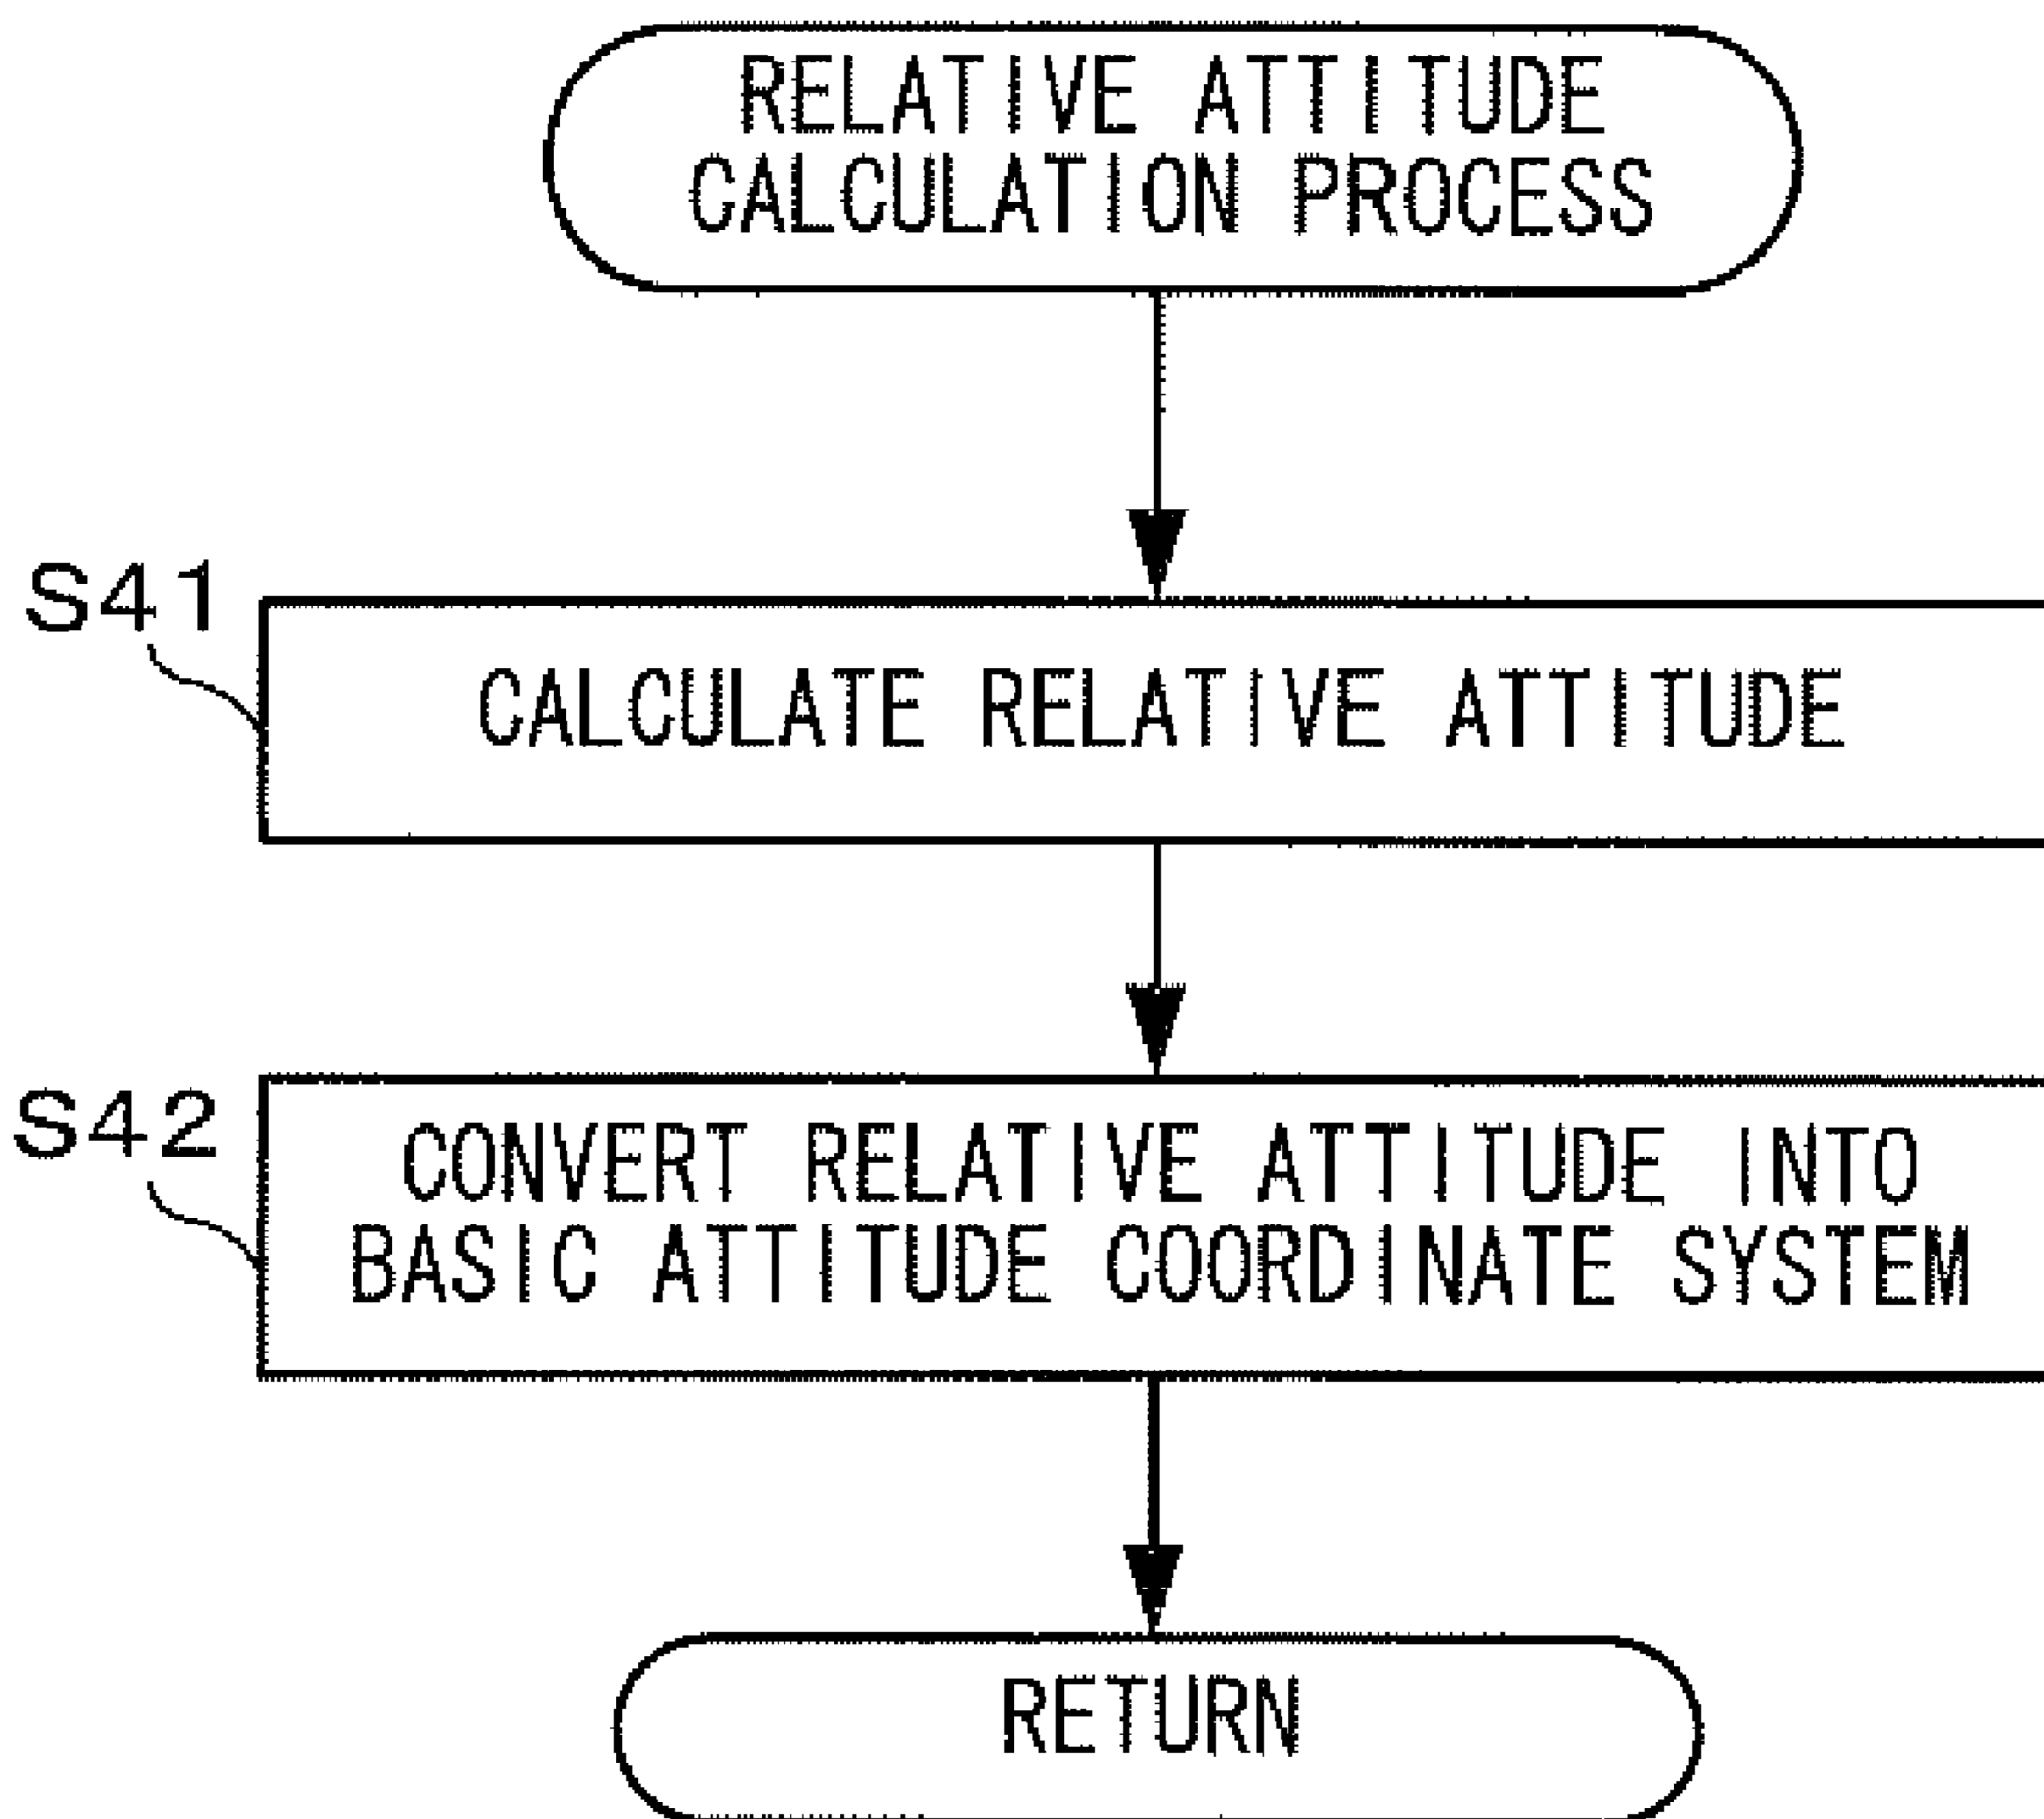 RELATIVE ATTITUDE
CALCULATION PROCESS
S41
CALCULATE RELATIVE ATTITUDE
S42
CONVERT RELATIVE ATTITUDE INTO
BASIC ATTITUDE COORDINATE SYSTEM
RETURN